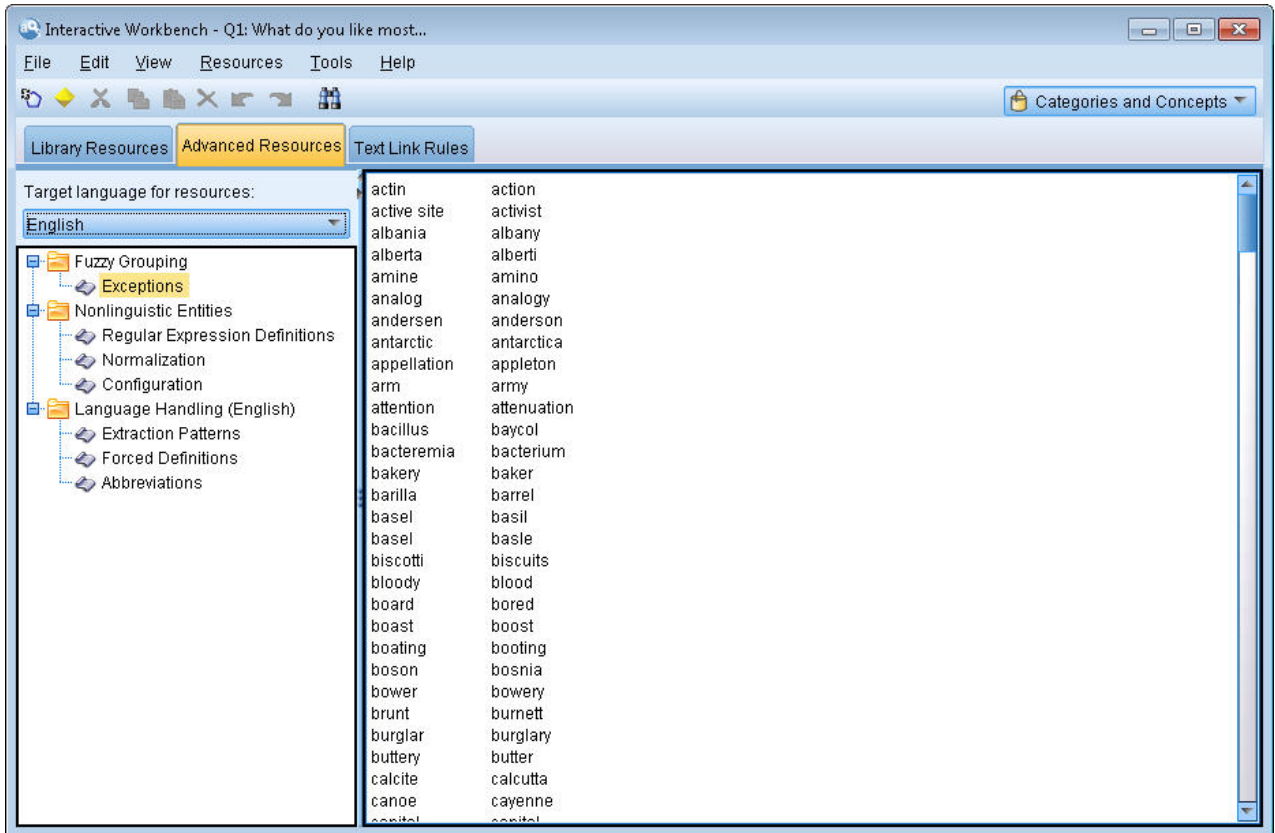 Interactive Workbench - Q1: What do you like most...
File Edit View Resources Tools Help
Categories and Concepts
Library Resources Advanced Resources Text Link Rules
Target language for resources:
English
Fuzzy Grouping
Exceptions
Nonlinguistic Entities
Regular Expression Definitions
Normalization
Configuration
Language Handling (English)
Extraction Patterns
Forced Definitions
Abbreviations
actin action
active site activist
albania albany
alberta alberti
amine amino
analog analogy
andersen anderson
antarctic antarctica
appellation appleton
arm army
attention attenuation
bacillus baycol
bacteremia bacterium
bakery baker
barilla barrel
basel basil
basel basle
biscotti biscuits
bloody blood
board bored
boast boost
boating booting
boson bosnia
bower bowery
brunt burnett
burglar burglary
buttery butter
calcite calcutta
canoe cayenne